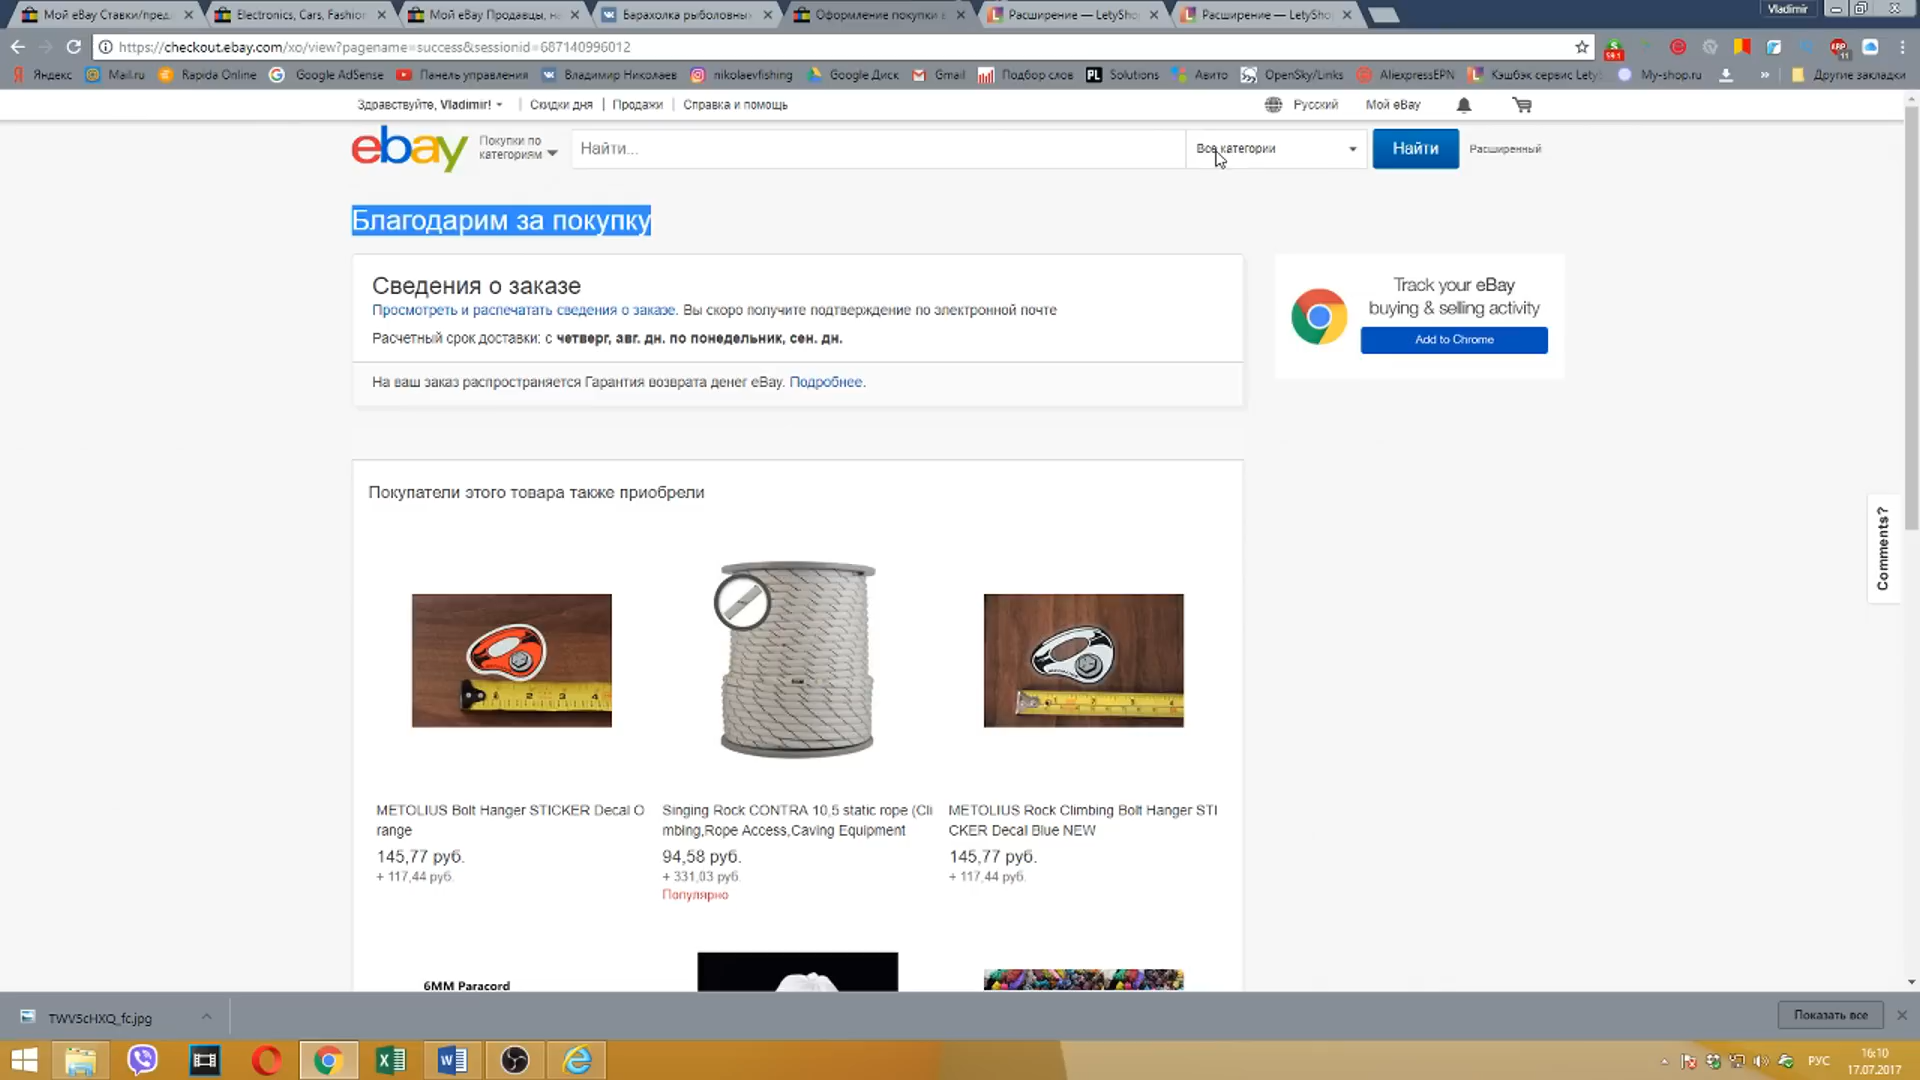 Мой eBay Ставки/пред
Electronics, Cars, Fashion
Мой eBay Продавцы, н
Барахолка рыболовны
Оформление покупки в
Расширение — LetyShop
Расширение — LetyShop
Vladimir
https://checkout.ebay.com/xo/view?pagename=success&sessionid=687140996012
Яндекс
Mail.ru
Rapida Online
Google AdSense
Панель управления
Владимир Николаев
nikolaevfishing
Google Диск
Gmail
Подбор слов
Solutions
Авито
OpenSky/Links
AliexpressEPN
Кэшбэк сервис Lety
My-shop.ru
»
Другие закладки
Здравствуйте, Vladimir!
Скидки дня
Продажи
Справка и помощь
Русский
Мой eBay
ebay
Покупки по
категориям
Найти...
Все категории
Найти
Расширенный
Благодарим за покупку
Сведения о заказе
Просмотреть и распечатать сведения о заказе. Вы скоро получите подтверждение по электронной почте
Расчетный срок доставки: с четверг, авг. дн. по понедельник, сен. дн.
На ваш заказ распространяется Гарантия возврата денег eBay. Подробнее.
Track your eBay
buying & selling activity
Add to Chrome
Comments?
Покупатели этого товара также приобрели
METOLIUS Bolt Hanger STICKER Decal O
range
145,77 руб.
+ 117,44 руб.
Singing Rock CONTRA 10,5 static rope (Cli
mbing,Rope Access,Caving Equipment
94,58 руб.
+ 331,03 руб.
Популярно
METOLIUS Rock Climbing Bolt Hanger STI
CKER Decal Blue NEW
145,77 руб.
+ 117,44 руб.
6MM Paracord
TWV5cHXQ_fc.jpg
Показать все
РУС
16:10
17.07.2017